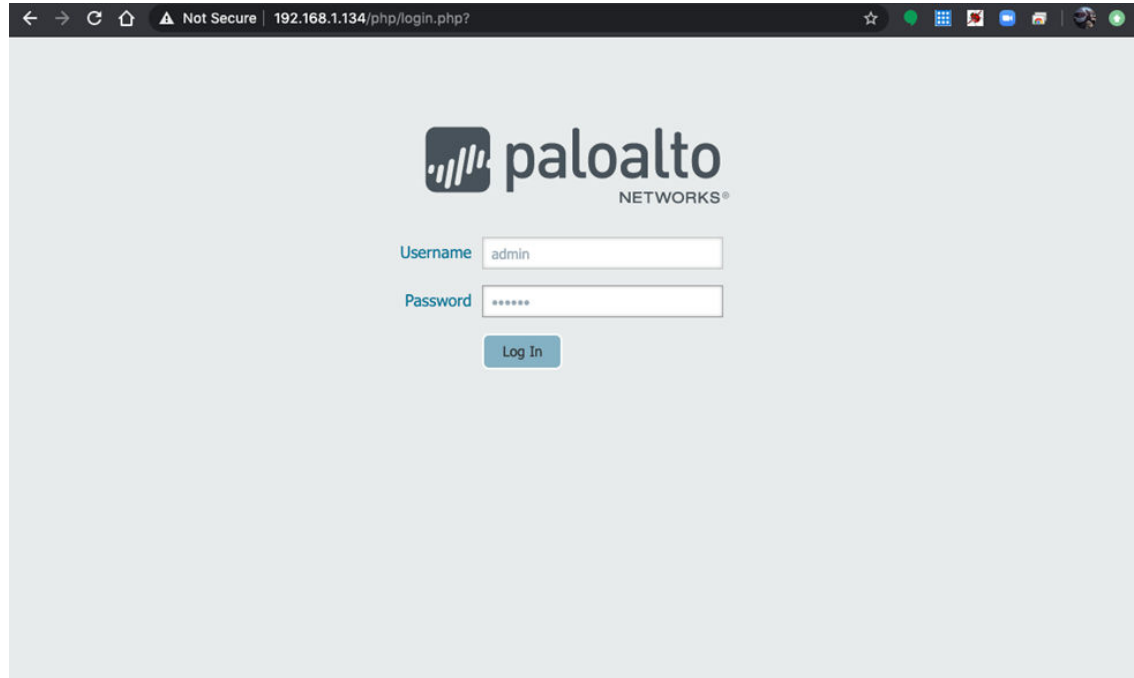 Not Secure | 192.168.1.134/php/login.php?
paloalto
NETWORKS®
Username admin
Password ••••••
Log In